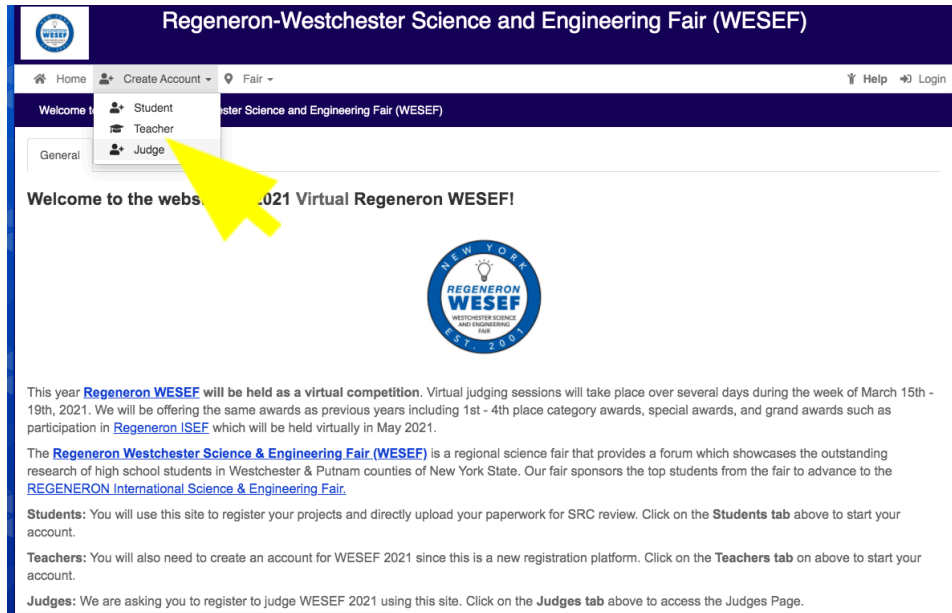 Regeneron-Westchester Science and Engineering Fair (WESEF)
REGENERON
WESEF
Home Create Account Fair Help Login
Student
Teacher
Judge
Welcome ster Science and Engineering Fair (WESEF)
General
Welcome to the 2021 Virtual Regeneron WESEF!
NEW YORK
REGENERON
WESEF
WESTCHESTER SCIENCE
AND ENGINEERING
FAIR
EST. 2001
This year Regeneron WESEF will be held as a virtual competition. Virtual judging sessions will take place over several days during the week of March 15th -
19th, 2021. We will be offering the same awards as previous years including 1st - 4th place category awards, special awards, and grand awards such as
participation in Regeneron ISEF which will be held virtually in May 2021.
The Regeneron Westchester Science & Engineering Fair (WESEF) is a regional science fair that provides a forum which showcases the outstanding
research of high school students in Westchester & Putnam counties of New York State. Our fair sponsors the top students from the fair to advance to the
REGENERON International Science & Engineering Fair.
Students: You will use this site to register your projects and directly upload your paperwork for SRC review. Click on the Students tab above to start your
account.
Teachers: You will also need to create an account for WESEF 2021 since this is a new registration platform. Click on the Teachers tab on above to start your
account.
Judges: We are asking you to register to judge WESEF 2021 using this site. Click on the Judges tab above to access the Judges Page.